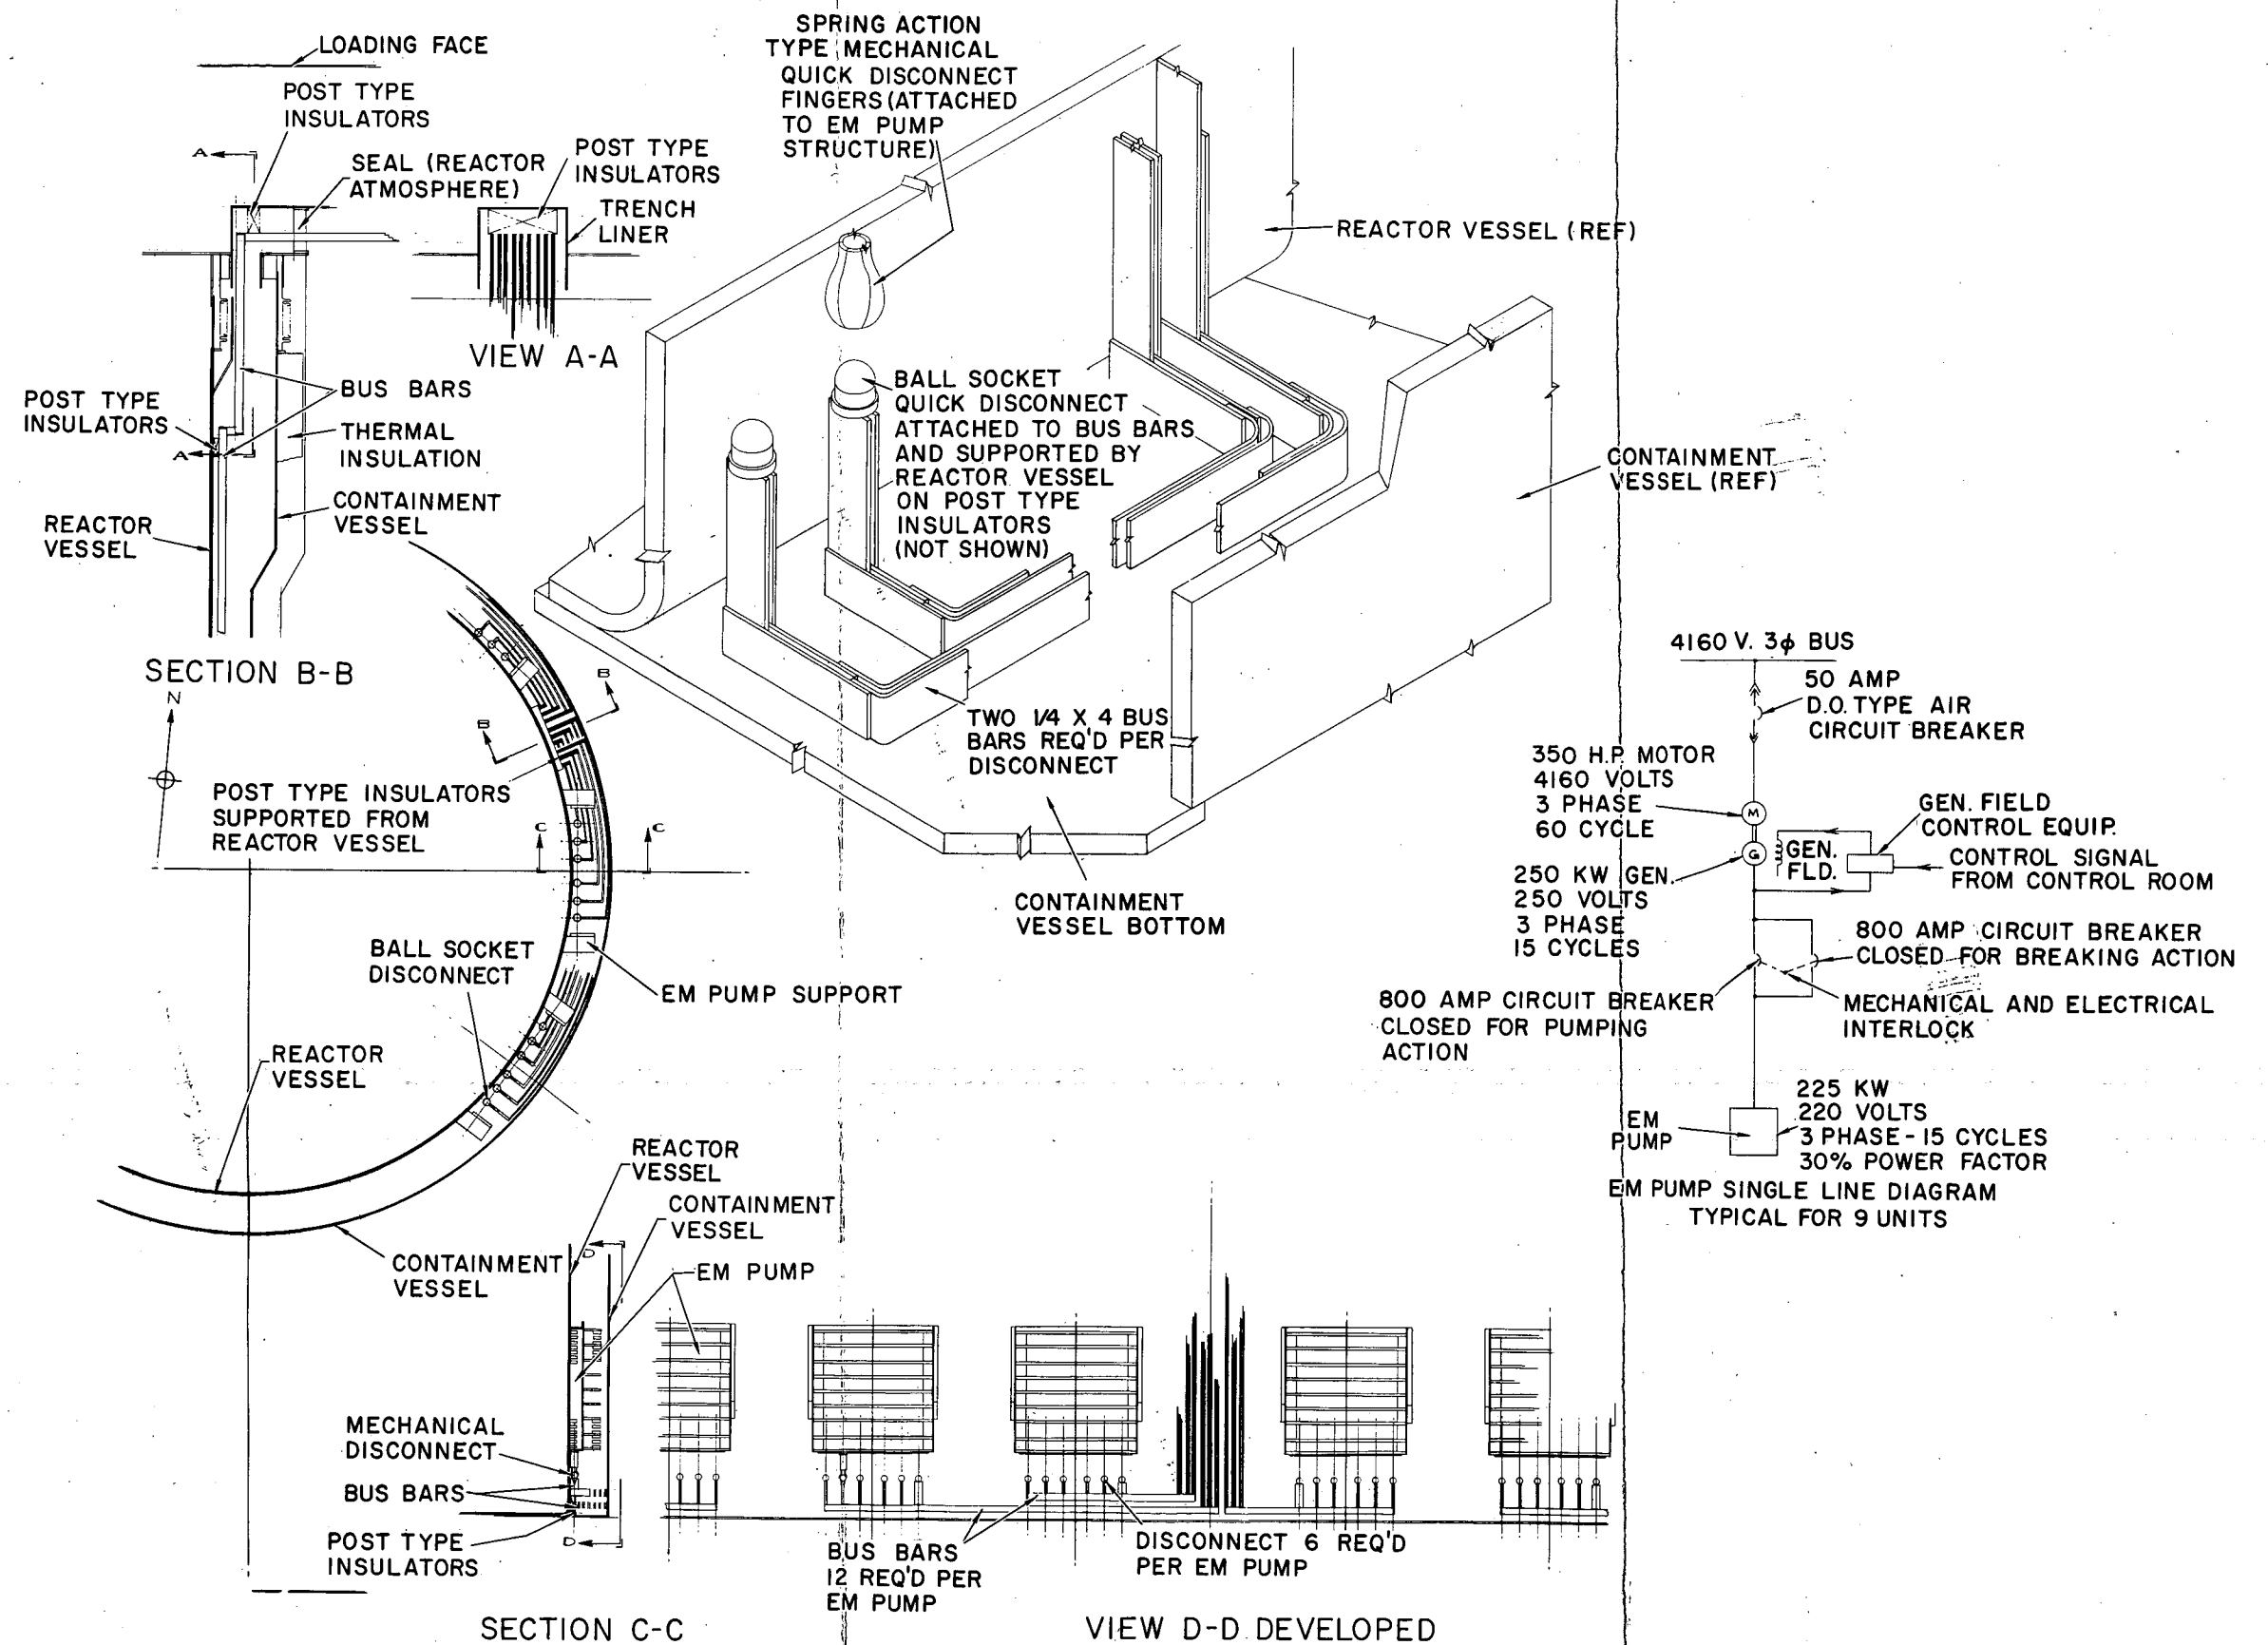 LOADING FACE
POST TYPE
INSULATORS
A
SEAL (REACTOR
ATMOSPHERE)
POST TYPE
INSULATORS
TRENCH
LINER
VIEW A-A
POST TYPE
INSULATORS
A
BUS BARS
THERMAL
INSULATION
CONTAINMENT
VESSEL
REACTOR
VESSEL
SECTION B-B
SPRING ACTION
TYPE MECHANICAL
QUICK DISCONNECT
FINGERS (ATTACHED
TO EM PUMP
STRUCTURE)
REACTOR VESSEL (REF)
BALL SOCKET
QUICK DISCONNECT
ATTACHED TO BUS BARS
AND SUPPORTED BY
REACTOR VESSEL
ON POST TYPE
INSULATORS
(NOT SHOWN)
CONTAINMENT
VESSEL (REF)
TWO 1/4 X 4 BUS
BARS REQ'D PER
DISCONNECT
CONTAINMENT
VESSEL BOTTOM
N
B
B
POST TYPE INSULATORS
SUPPORTED FROM
REACTOR VESSEL
C
C
BALL SOCKET
DISCONNECT
EM PUMP SUPPORT
REACTOR
VESSEL
CONTAINMENT
VESSEL
4160 V. 3ϕ BUS
50 AMP
D.O. TYPE AIR
CIRCUIT BREAKER
350 H.P. MOTOR
4160 VOLTS
3 PHASE
60 CYCLE
M
G
GEN.
FLD.
GEN. FIELD
CONTROL EQUIP.
CONTROL SIGNAL
FROM CONTROL ROOM
250 KW GEN.
250 VOLTS
3 PHASE
15 CYCLES
800 AMP CIRCUIT BREAKER
CLOSED FOR BREAKING ACTION
800 AMP CIRCUIT BREAKER
CLOSED FOR PUMPING
ACTION
MECHANICAL AND ELECTRICAL
INTERLOCK
EM
PUMP
225 KW
220 VOLTS
3 PHASE - 15 CYCLES
30% POWER FACTOR
EM PUMP SINGLE LINE DIAGRAM
TYPICAL FOR 9 UNITS
REACTOR
VESSEL
CONTAINMENT
VESSEL
D
EM PUMP
MECHANICAL
DISCONNECT
BUS BARS
POST TYPE
INSULATORS
D
SECTION C-C
BUS BARS
12 REQ'D PER
EM PUMP
DISCONNECT 6 REQ'D
PER EM PUMP
VIEW D-D DEVELOPED